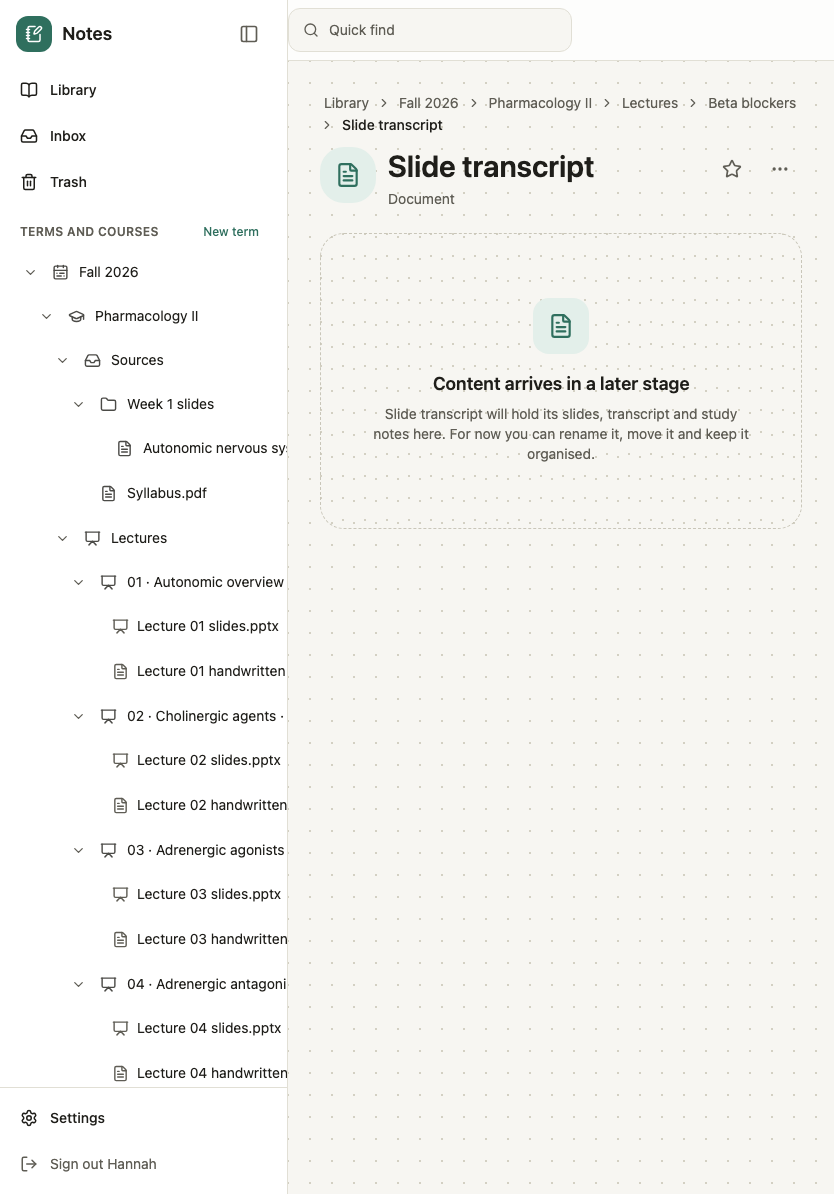 Notes
Library
Inbox
Trash
TERMS AND COURSES
New term
Fall 2026
Pharmacology II
Sources
Week 1 slides
Autonomic nervous
Syllabus.pdf
Lectures
01 · Autonomic overview
Lecture 01 slides.pptx
Lecture 01 handwritten
02 · Cholinergic agents ·
Lecture 02 slides.pptx
Lecture 02 handwritten
03 · Adrenergic agonists
Lecture 03 slides.pptx
Lecture 03 handwritten
04 · Adrenergic
Lecture 04 slides.pptx
Lecture 04 handwritten
Settings
Sign out Hannah
Quick find
Library > Fall 2026 > Pharmacology II > Lectures > Beta blockers
> Slide transcript
Slide transcript
Document
Content arrives in a later stage
Slide transcript will hold its slides, transcript and study
notes here. For now you can rename it, move it and keep it
organised.